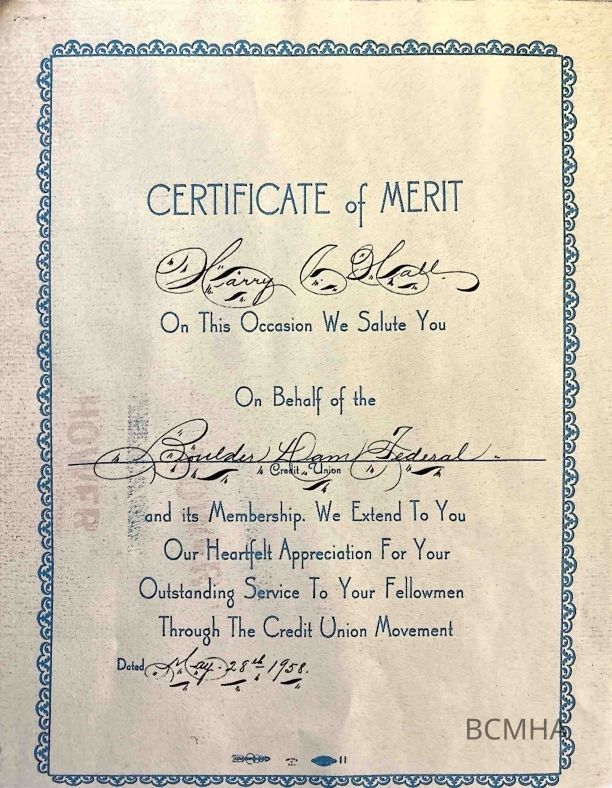 CERTIFICATE of MERIT
Harry C Hall
On This Occasion We Salute You
On Behalf of the
Boulder Dam Federal
Credit Union
and its Membership. We Extend To You
Our Heartfelt Appreciation For Your
Outstanding Service To Your Fellowmen
Through The Credit Union Movement
Dated May 28th 1958.
BCMHA